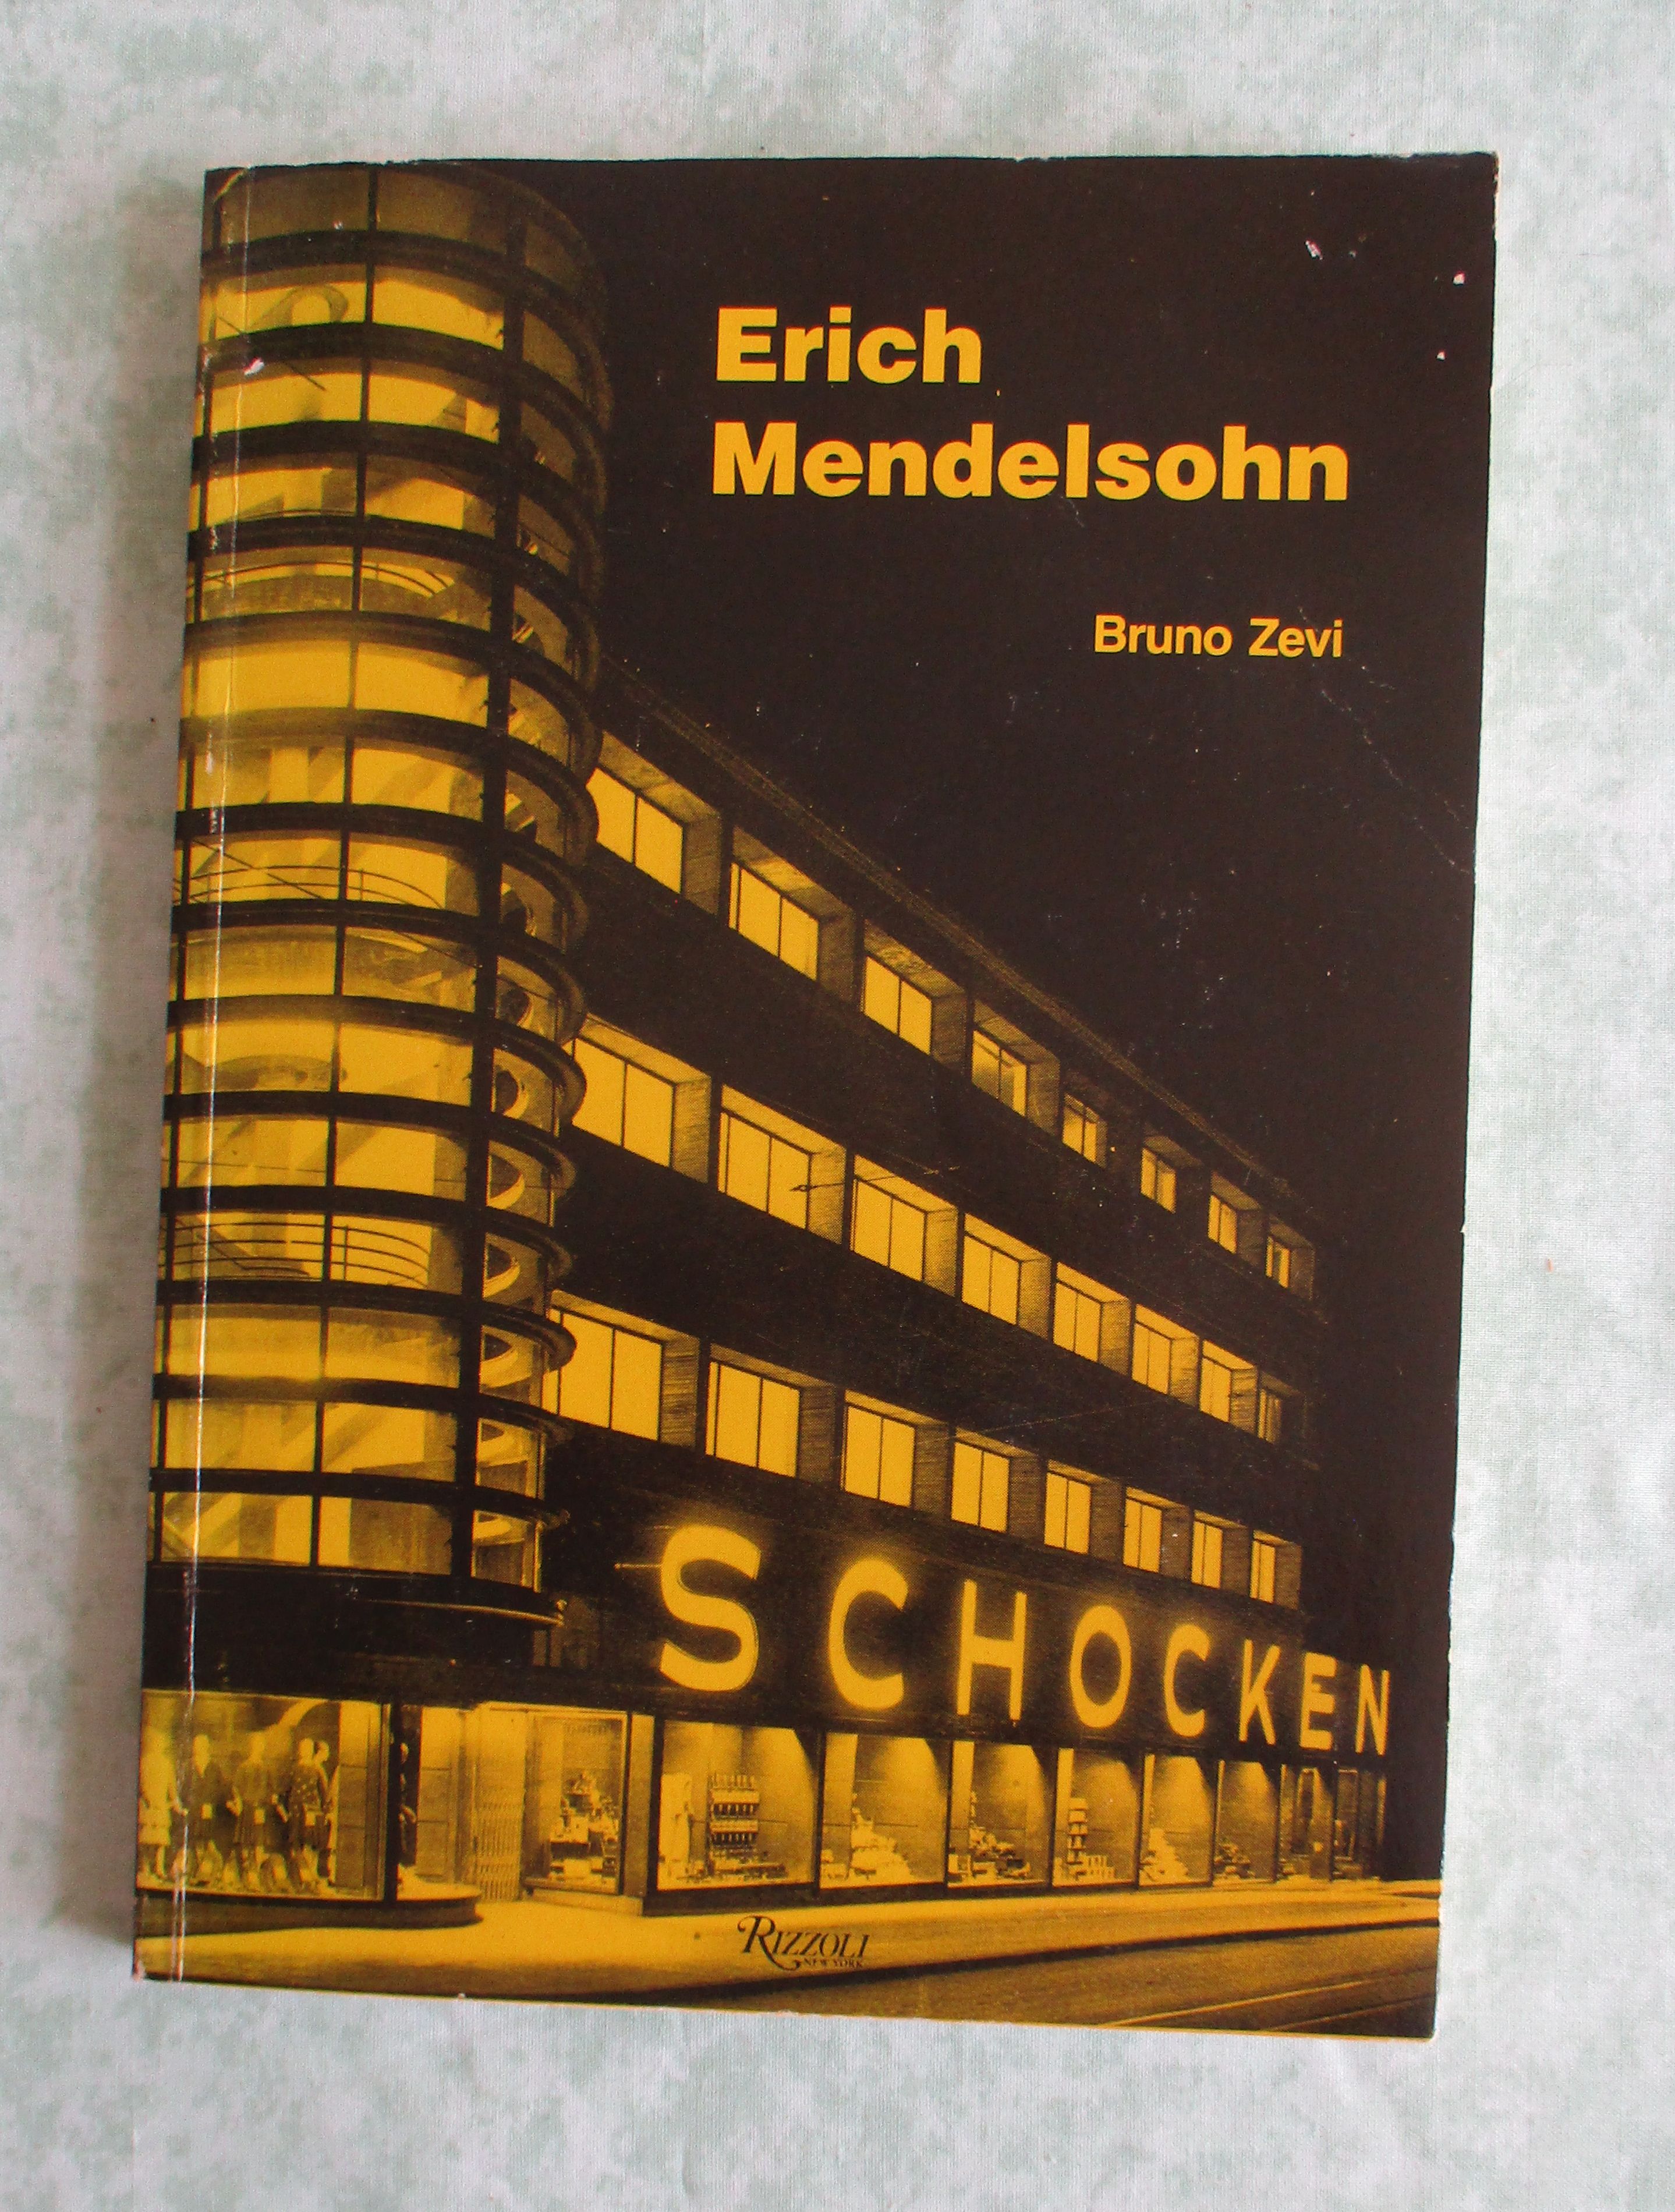 Erich
Mendelsohn
Bruno Zevi
SCHOCKEN
RIZZOLI
NEW YORK